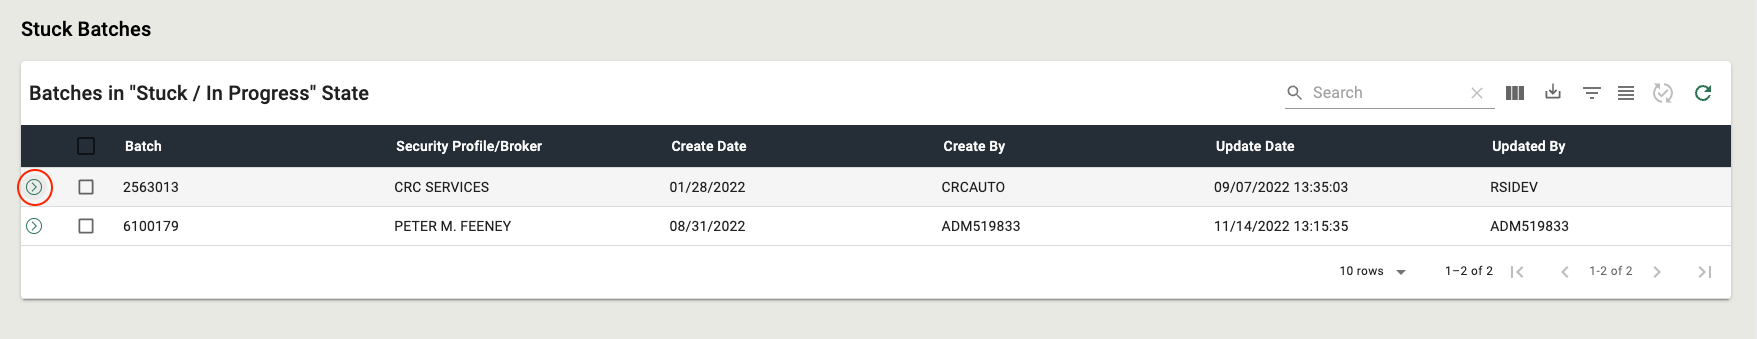 Stuck Batches
Batches in "Stuck / In Progress" State
Search
Batch Security Profile/Broker Create Date Create By Update Date Updated By
2563013 CRC SERVICES 01/28/2022 CRCAUTO 09/07/2022 13:35:03 RSIDEV
6100179 PETER M. FEENEY 08/31/2022 ADM519833 11/14/2022 13:15:35 ADM519833
10 rows 1–2 of 2 1-2 of 2